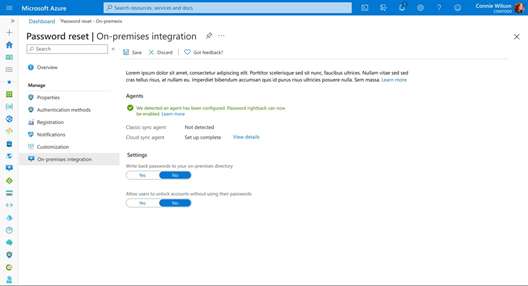 Microsoft Azure
Search resources, services and docs
Connie Wilson
CONTOSO
Dashboard > Password reset - On-premesis
Password reset | On-premises integration
Search
Save
Discard
Got feedback?
Overview
Manage
Properties
Authentication methods
Registration
Notifications
Customization
On-premises integration
Lorem ipsum dolor sit amet, consectetur adipiscing elit. Porttitor scelerisque sed sit nunc, faucibus ultrices. Nullam vitae sed sed
cras tellus risus, at nullam eu. Imperdiet bibendum accumsan quid id purus risus ultricies posuere nulla. Sem massa. Learn more
Agents
We detected an agent has been configured. Password rightback can now
be enabled. Learn more
Classic sync agent Not detected
Cloud sync agent Set up complete View details
Settings
Write back passwords to your on-premises directory
Yes No
Allow users to unlock accounts without using their passwords
Yes No